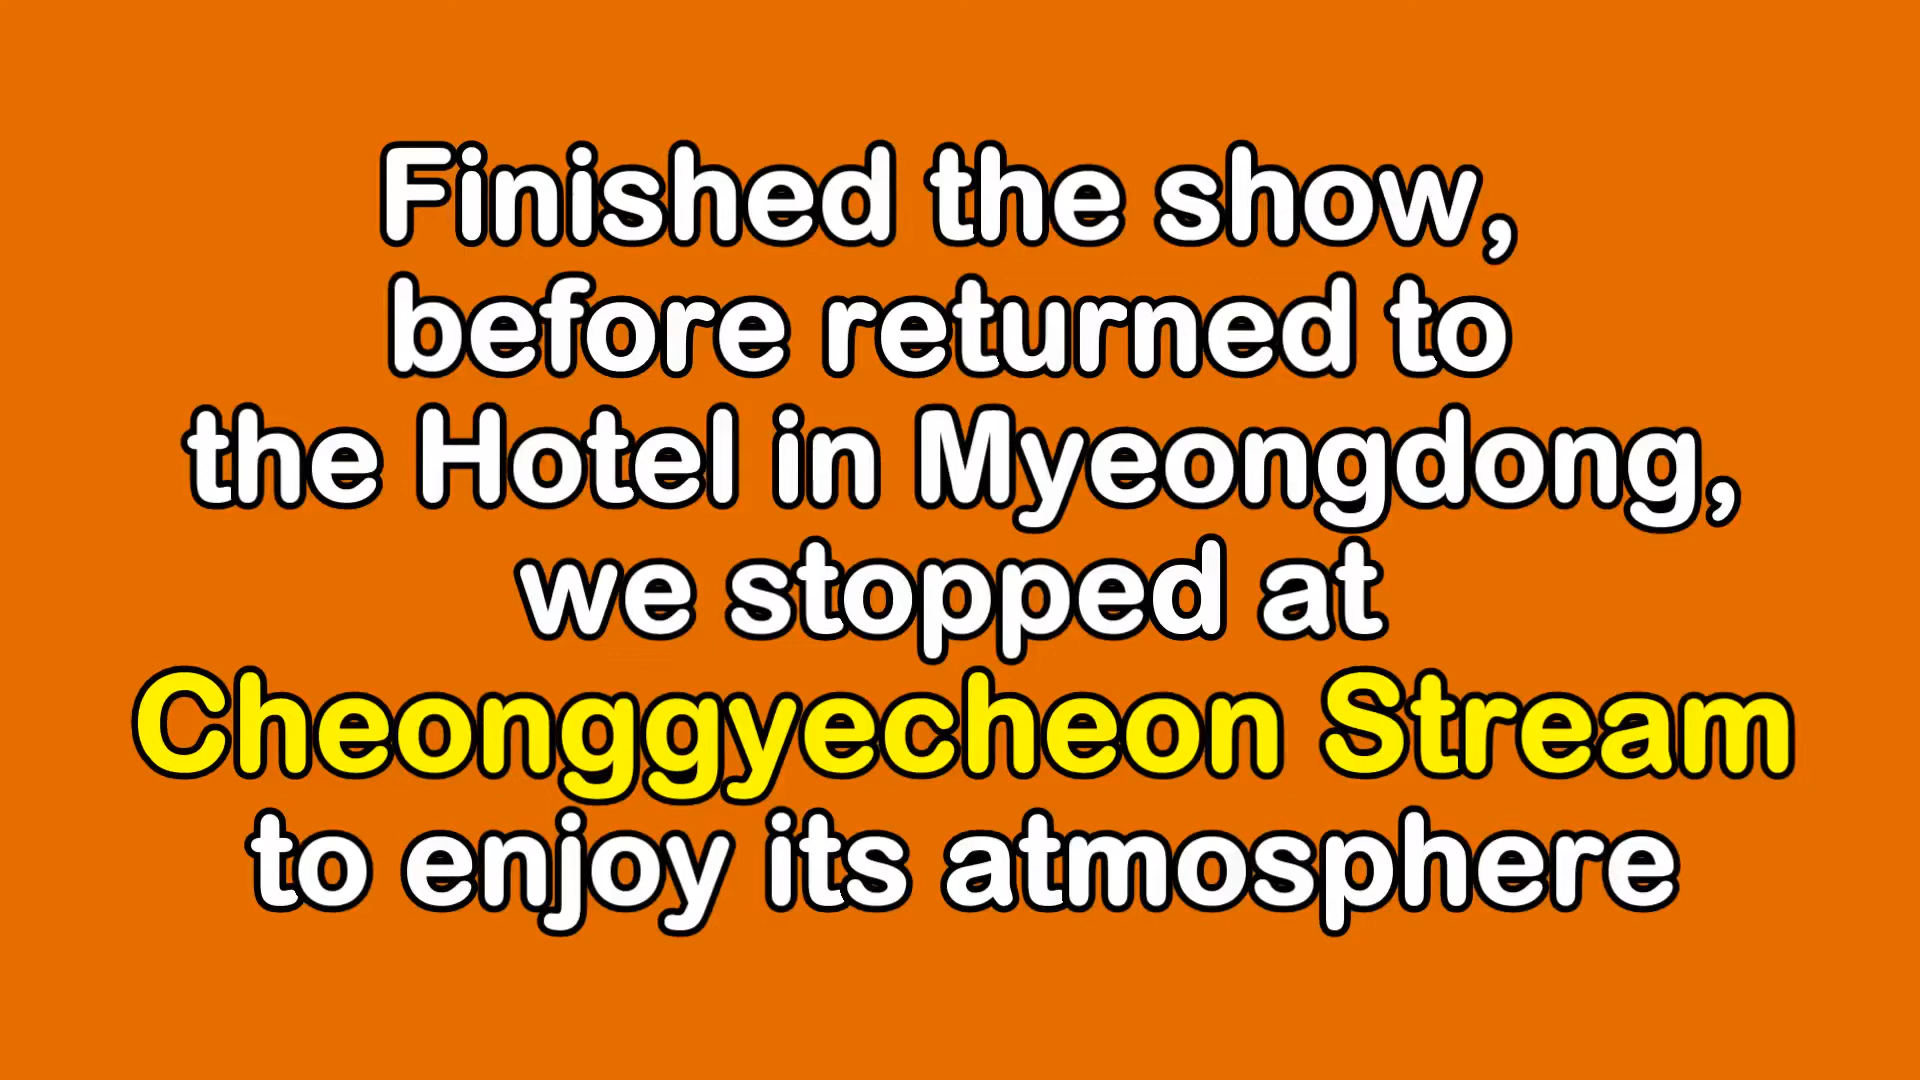 Finished the show,
before returned to
the Hotel in Myeongdong,
we stopped at
Cheonggyecheon Stream
to enjoy its atmosphere